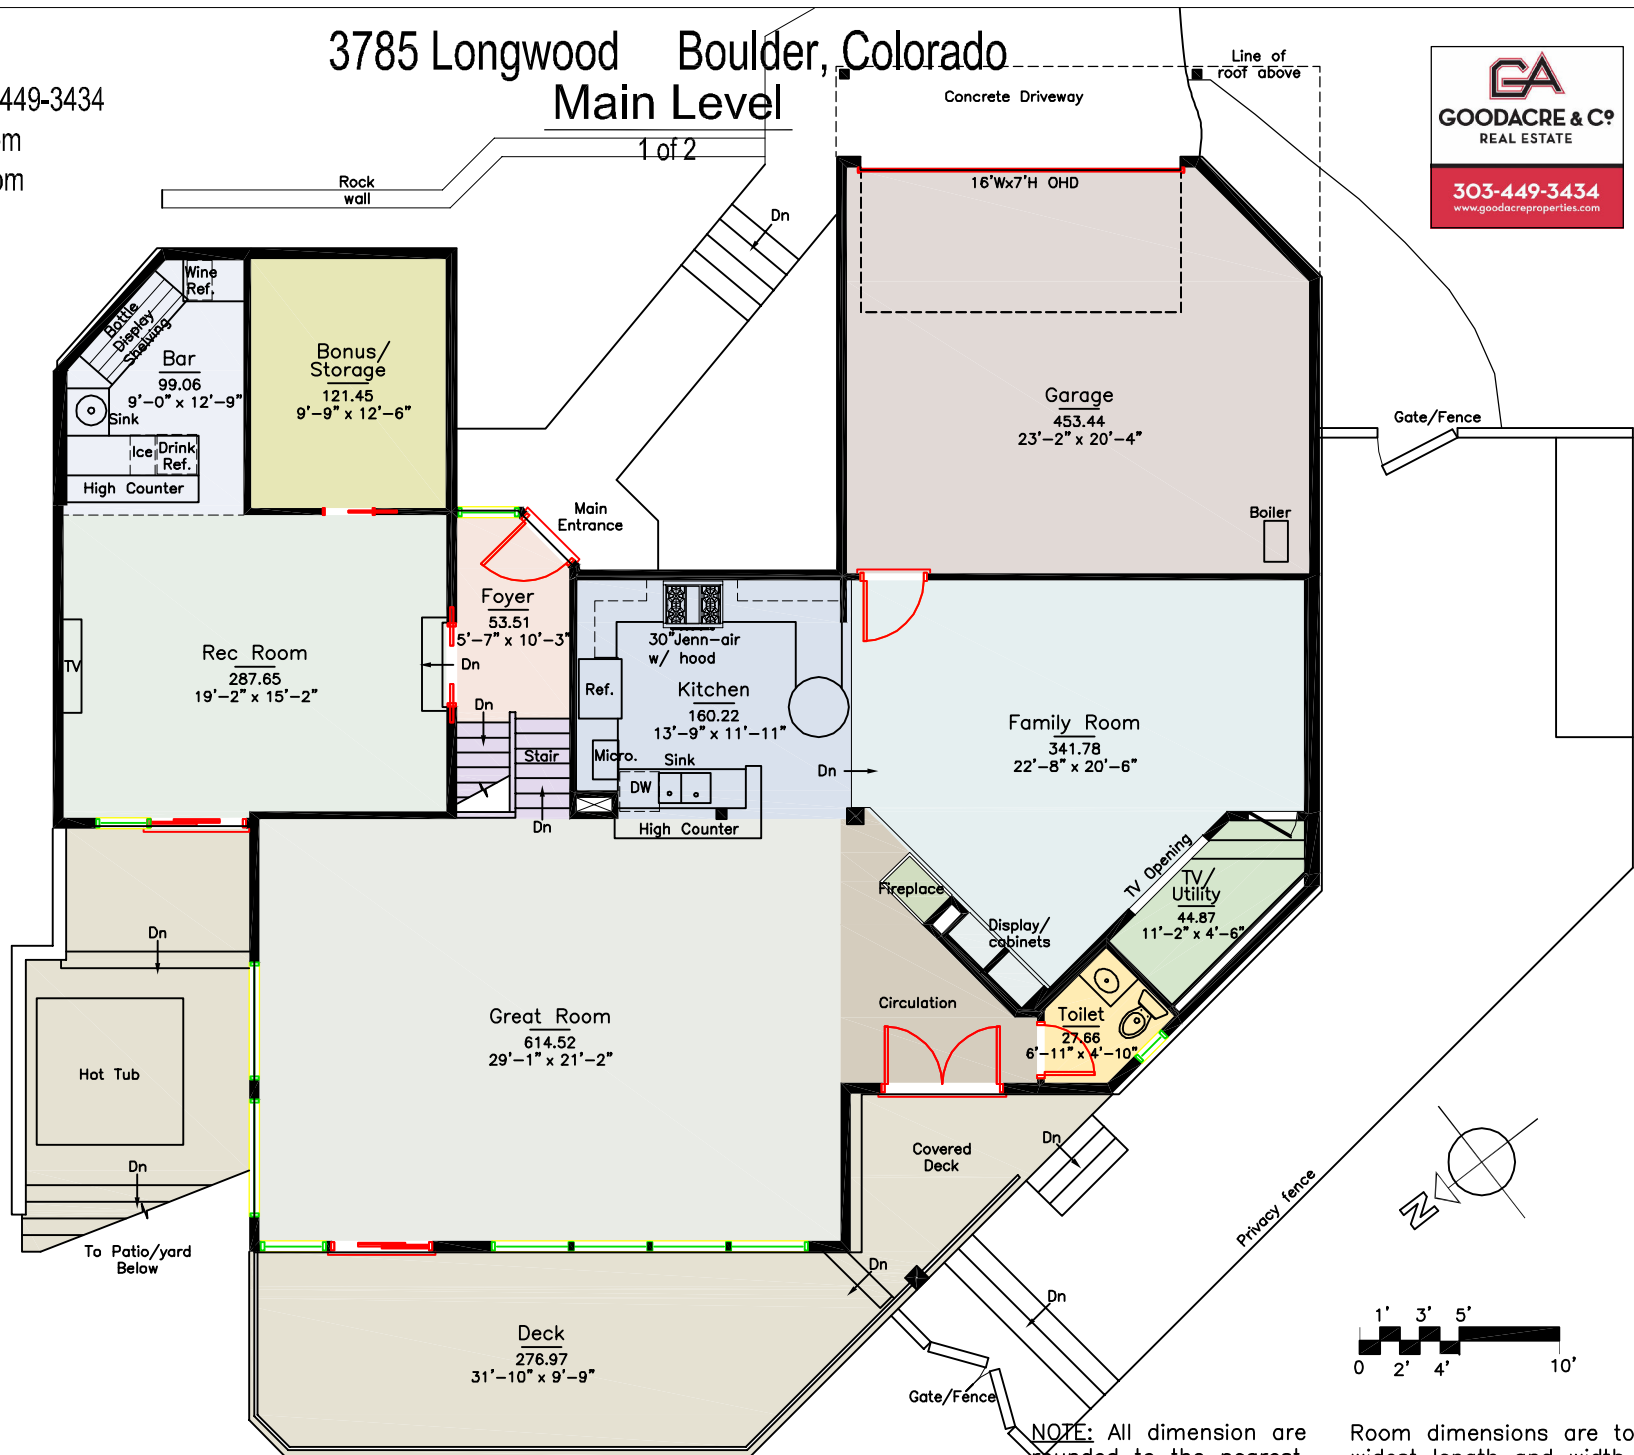 3785 Longwood Boulder, Colorado
Main Level
1 of 2
449-3434
GA
GOODACRE & Co
REAL ESTATE
303-449-3434
www.goodacreproperties.com
Line of
roof above
Concrete Driveway
16'Wx7'H OHD
Rock
wall
Dn
Wine
Ref.
Bottle
Display
Shelving
Bar
99.06
9'-0" x 12'-9"
Sink
Ice
Drink
Ref.
High Counter
Bonus/
Storage
121.45
9'-9" x 12'-6"
Garage
453.44
23'-2" x 20'-4"
Boiler
Gate/Fence
Main
Entrance
Foyer
53.51
5'-7" x 10'-3"
Dn
Dn
Stair
Dn
TV
Rec Room
287.65
19'-2" x 15'-2"
30"Jenn-air
w/ hood
Ref.
Kitchen
160.22
13'-9" x 11'-11"
Micro.
Sink
DW
High Counter
Dn
Family Room
341.78
22'-8" x 20'-6"
TV Opening
TV/
Utility
44.87
11'-2" x 4'-6"
Fireplace
Display/
cabinets
Circulation
Toilet
27.66
6'-11" x 4'-10"
Dn
Hot Tub
Dn
To Patio/yard
Below
Great Room
614.52
29'-1" x 21'-2"
Covered
Deck
Dn
Dn
Dn
Privacy fence
N
Deck
276.97
31'-10" x 9'-9"
Gate/Fence
1' 3' 5'
0 2' 4' 10'
NOTE: All dimension are
rounded to the nearest
Room dimensions are to
widest length and width